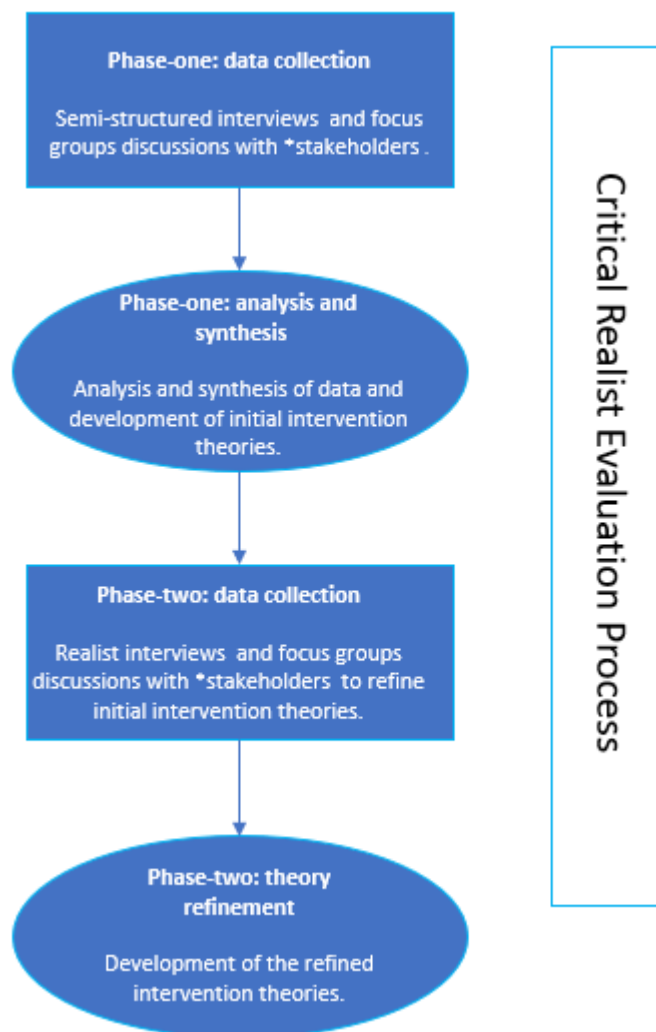 Phase-one: data collection
Semi-structured interviews and focus
groups discussions with *stakeholders .
Phase-one: analysis and
synthesis
Analysis and synthesis of data and
development of initial intervention
theories.
Phase-two: data collection
Realist interviews and focus groups
discussions with *stakeholders to refine
initial intervention theories.
Phase-two: theory
refinement
Development of the refined
intervention theories.
Critical Realist Evaluation Process